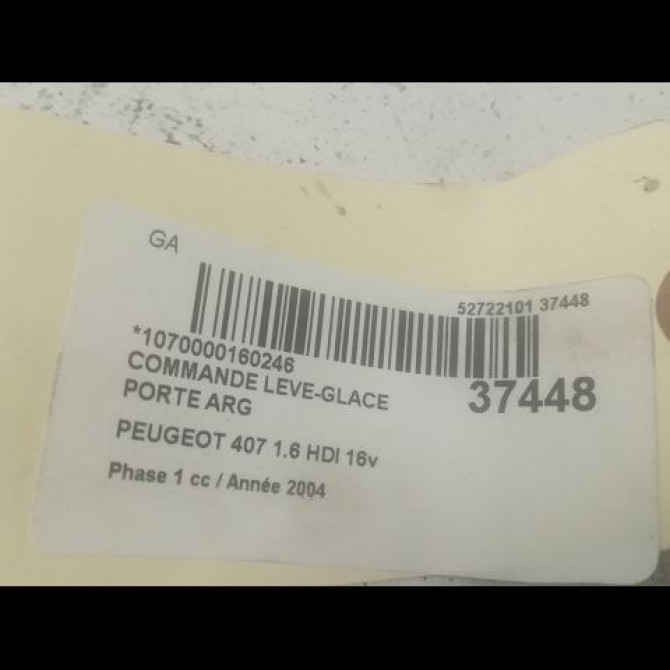 GA
52722101 37448
*1070000160246
COMMANDE LEVE-GLACE
PORTE ARG
37448
PEUGEOT 407 1.6 HDI 16v
Phase 1 cc / Année 2004